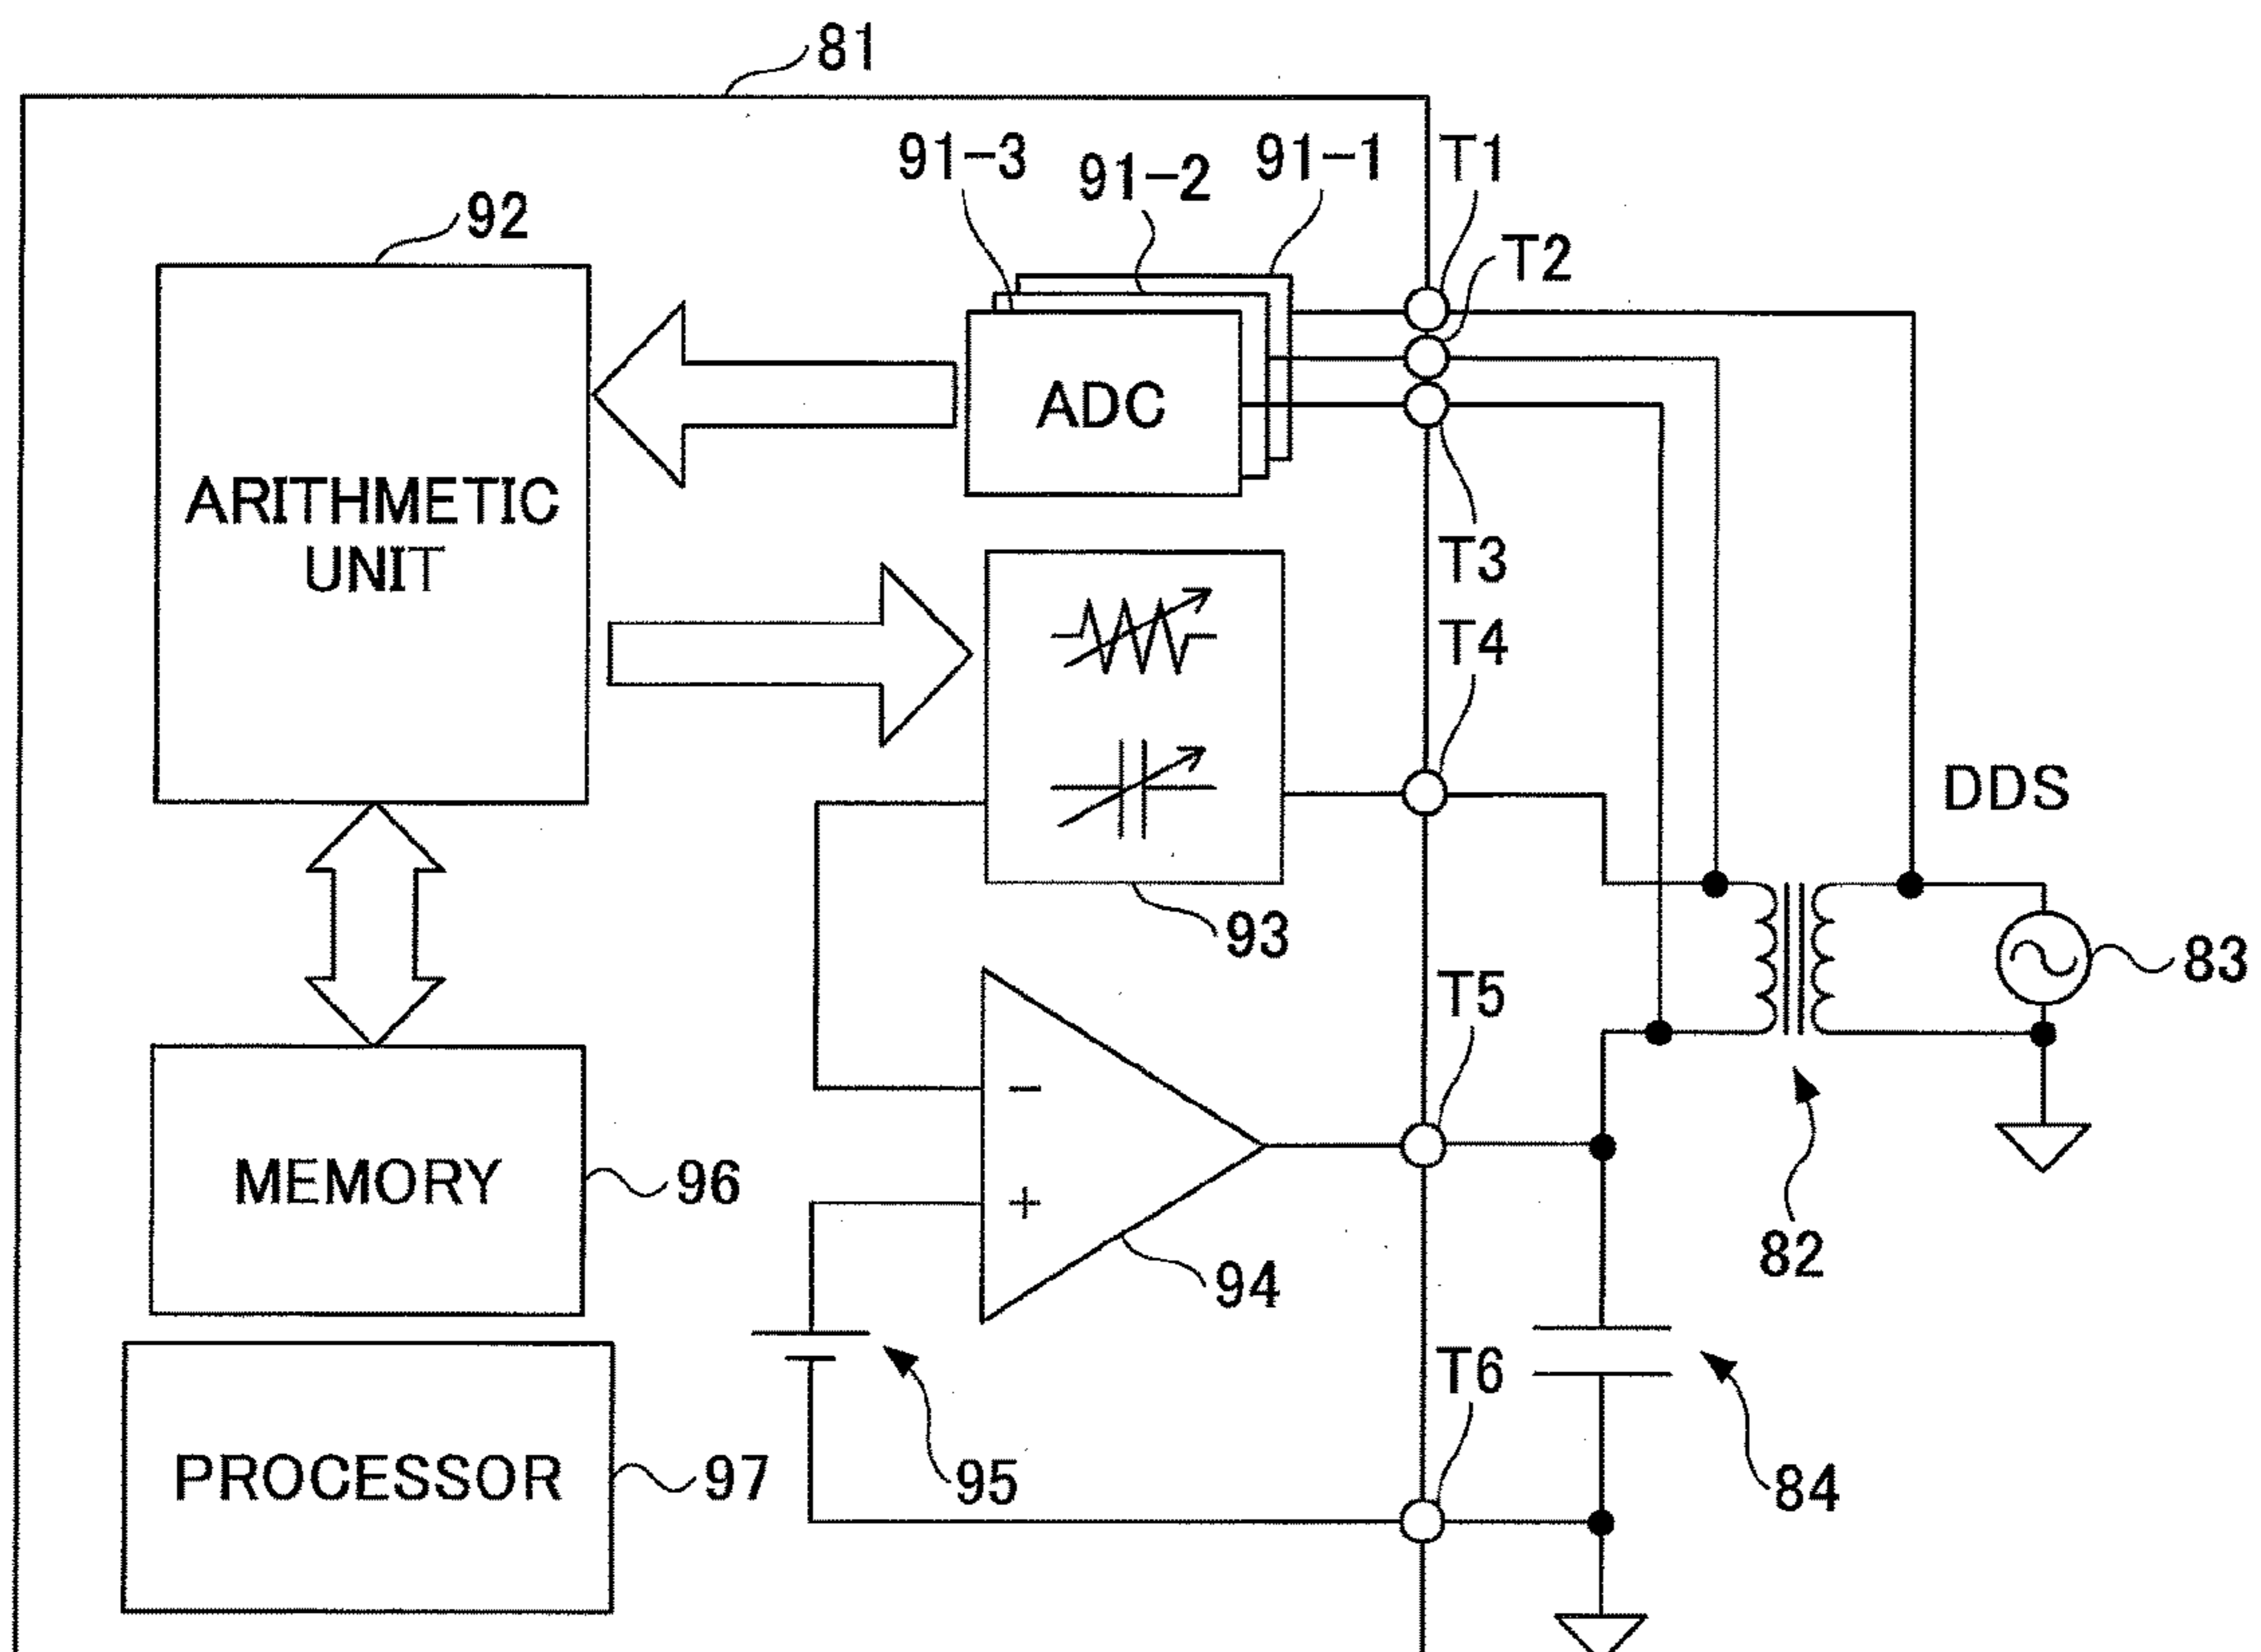 81
91-3
91-2
91-1
T1
T2
92
ADC
ARITHMETIC
UNIT
T3
T4
DDS
93
83
T5
−
+
MEMORY
96
94
82
T6
PROCESSOR
97
95
84